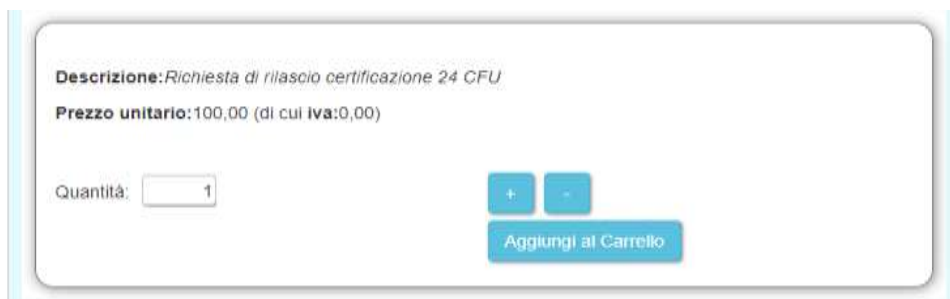 Descrizione:Richiesta di rilascio certificazione 24 CFU
Prezzo unitario:100,00 (di cui iva:0,00)
Quantità: 1 + -
Aggiungi al Carrello